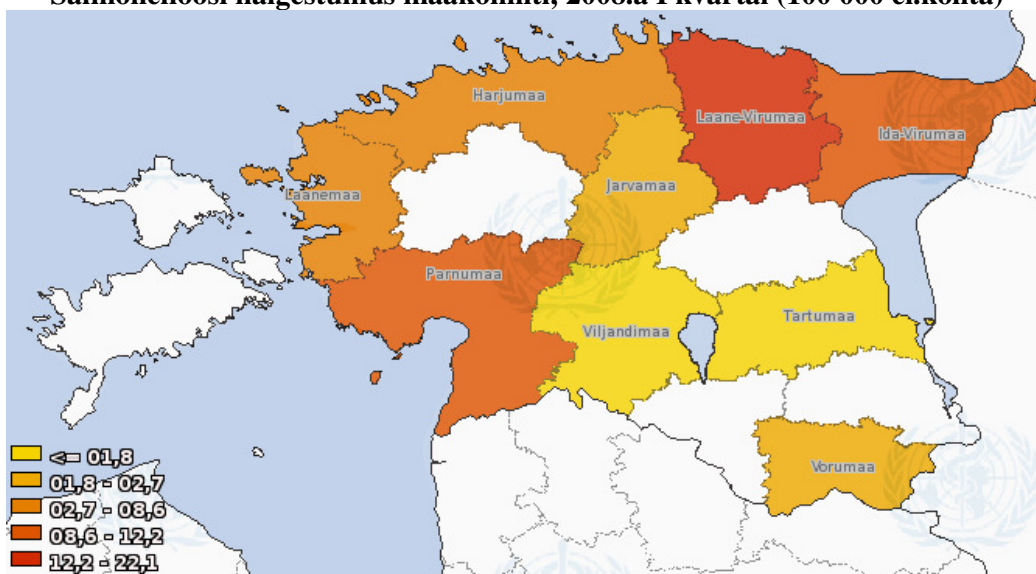 Salmonelloosi haigestumus maakonniti, 2008.a I kvartal (100 000 el.kohta)
Harjumaa
Laane-Virumaa
Ida-Virumaa
Laanemaa
Jarvamaa
Parnumaa
Viljandimaa
Tartumaa
Vorumaa
<= 01,8
01,8 - 02,7
02,7 - 08,6
08,6 - 12,2
12,2 - 22,1